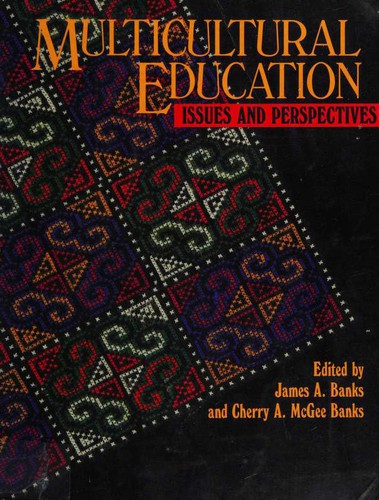 MULTICULTURAL
EDUCATION
ISSUES AND PERSPECTIVES
Edited by
James A. Banks
and Cherry A. McGee Banks